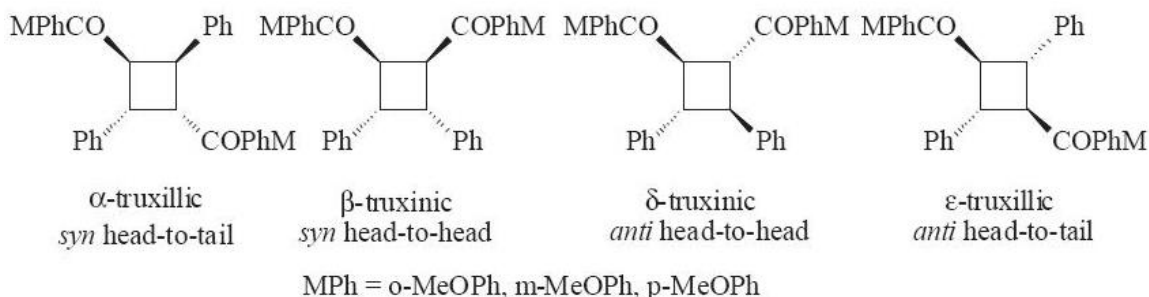 MPhCO Ph MPhCO COPhM MPhCO COPhM MPhCO Ph
Ph COPhM Ph Ph Ph Ph Ph COPhM
α-truxillic β-truxinic δ-truxinic ε-truxillic
syn head-to-tail syn head-to-head anti head-to-head anti head-to-tail
MPh = o-MeOPh, m-MeOPh, p-MeOPh